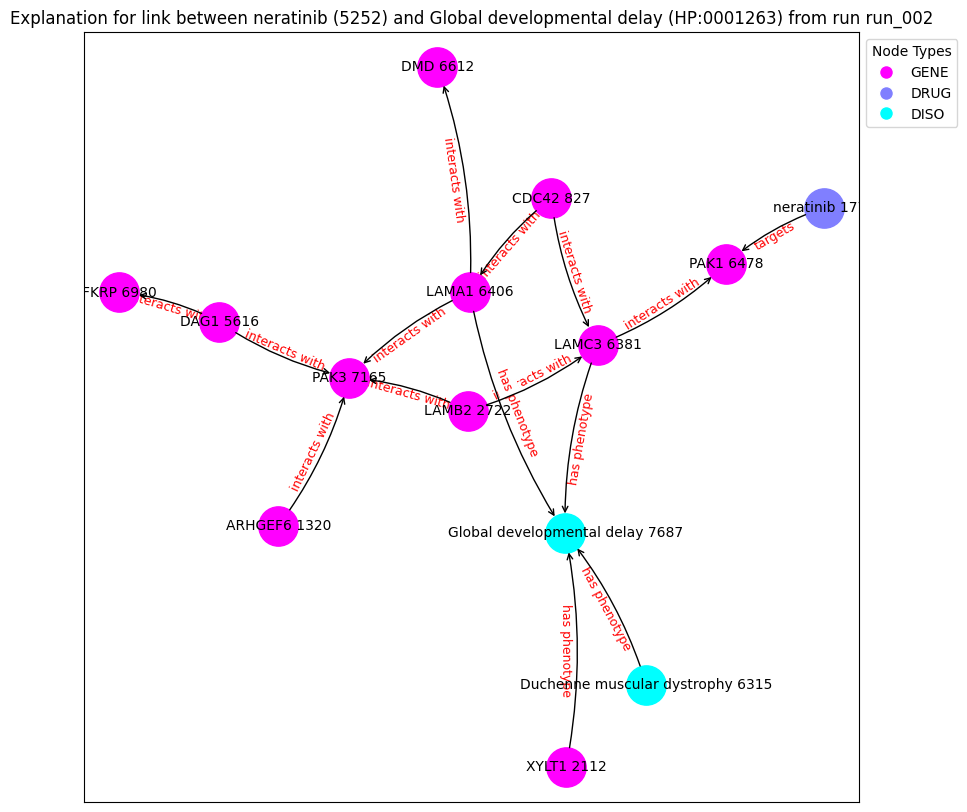 Explanation for link between neratinib (5252) and Global developmental delay (HP:0001263) from run run_002
Node Types
GENE
DRUG
DISO
DMD 6612
interacts with
CDC42 827
neratinib 17
targets
interacts with
interacts with
PAK1 6478
FKRP 6980
LAMA1 6406
interacts with
DAG1 5616
interacts with
interacts with
LAMC3 6381
PAK3 7165
acts with
has phenotype
LAMB2 2722
interacts with
has phenotype
interacts with
ARHGEF6 1320
Global developmental delay 7687
has phenotype
has phenotype
Duchenne muscular dystrophy 6315
XYLT1 2112